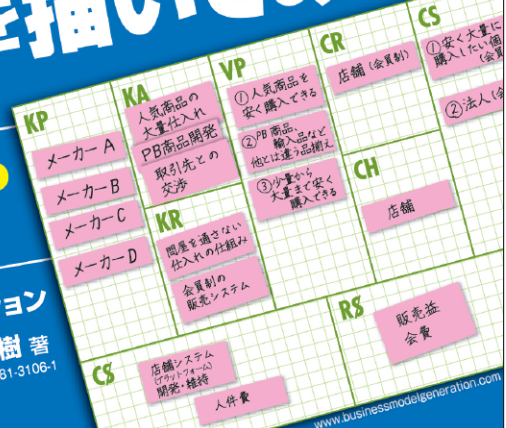 を描いてみ
KP
メーカー A
メーカー B
メーカー C
メーカー D
KA
人気商品の
大量仕入れ
PB商品開発
取引先との
交渉
KR
問屋を通さない
仕入れの仕組み
会員制の
販売システム
VP
①人気商品を
安く購入できる
②PB商品、
輸入品など
他とは違う品揃え
③少量から
大量まで安く
購入できる
CR
店舗(会員制)
CH
店舗
CS
①安く大量に
購入したい個
(会員
②法人(会
C$
店舗システム
(プラットフォーム)
開発・維持
人件費
R$
販売益
会費
ョン
樹 著
81-3106-1
www.businessmodelgeneration.com